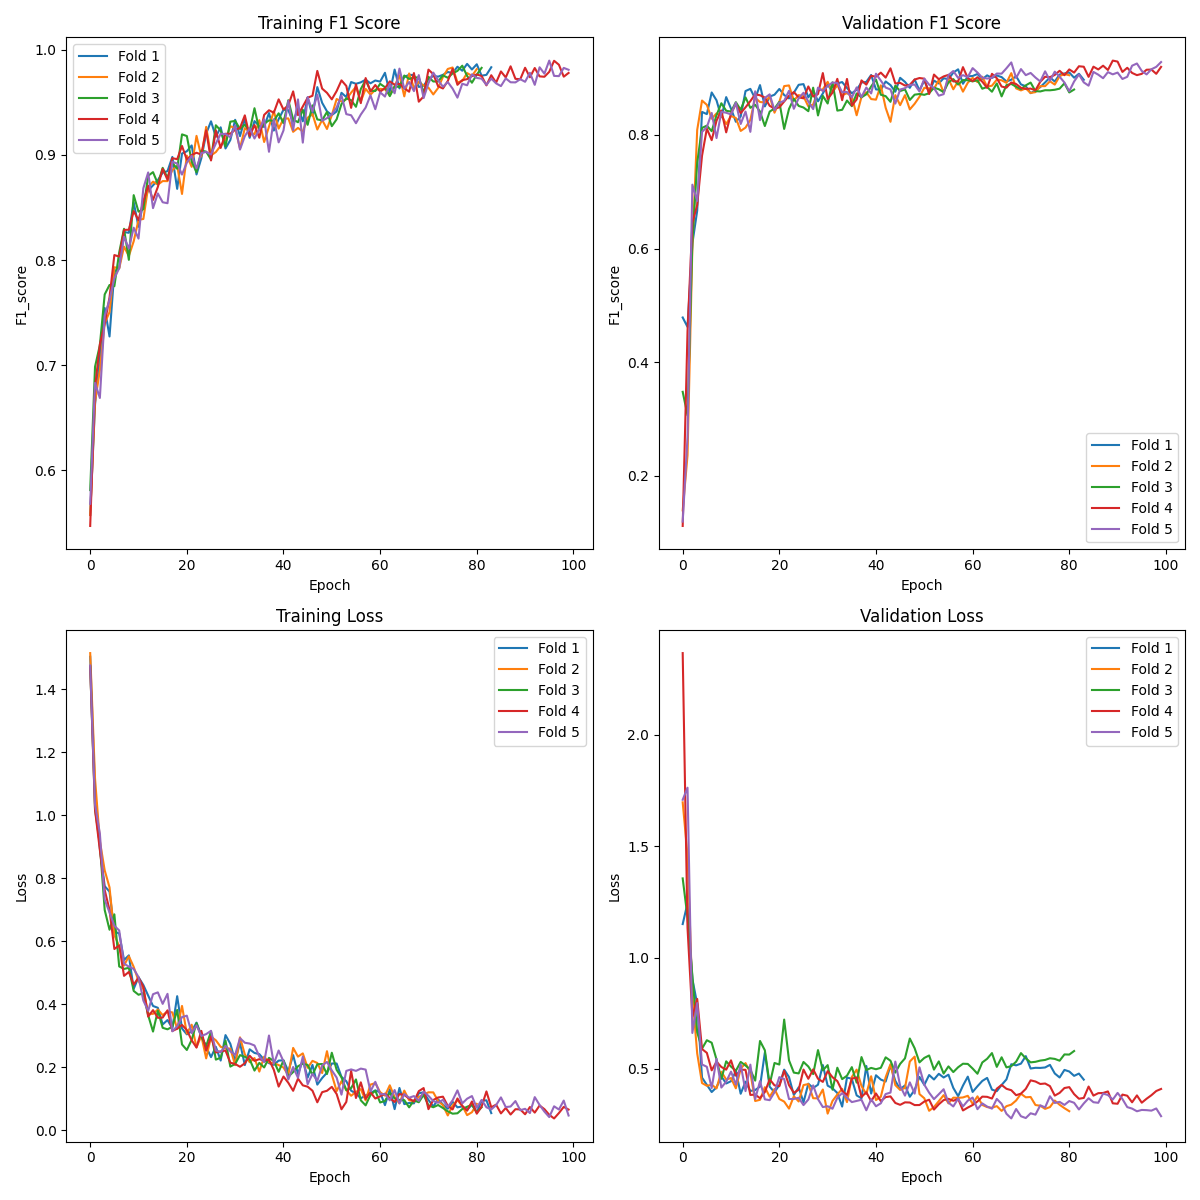 Training F1 Score
1.0
0.9
0.8
0.7
0.6
F1_score
0
20
40
60
80
100
Epoch
Fold 1
Fold 2
Fold 3
Fold 4
Fold 5
Validation F1 Score
0.8
0.6
0.4
0.2
F1_score
0
20
40
60
80
100
Epoch
Fold 1
Fold 2
Fold 3
Fold 4
Fold 5
Training Loss
1.4
1.2
1.0
0.8
0.6
0.4
0.2
0.0
Loss
0
20
40
60
80
100
Epoch
Fold 1
Fold 2
Fold 3
Fold 4
Fold 5
Validation Loss
2.0
1.5
1.0
0.5
Loss
0
20
40
60
80
100
Epoch
Fold 1
Fold 2
Fold 3
Fold 4
Fold 5